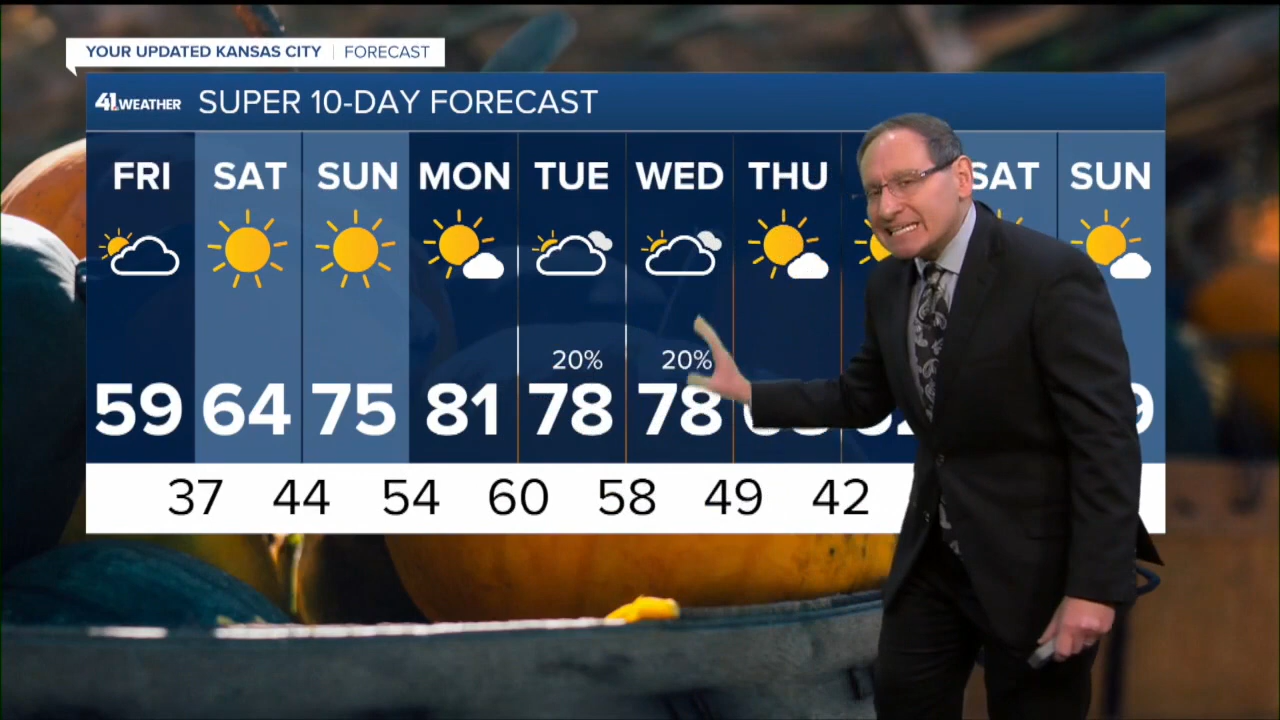 YOUR UPDATED KANSAS CITY | FORECAST
41 WEATHER SUPER 10-DAY FORECAST
FRI SAT SUN MON TUE WED THU SAT SUN
20% 20%
59 64 75 81 78 78
37 44 54 60 58 49 42